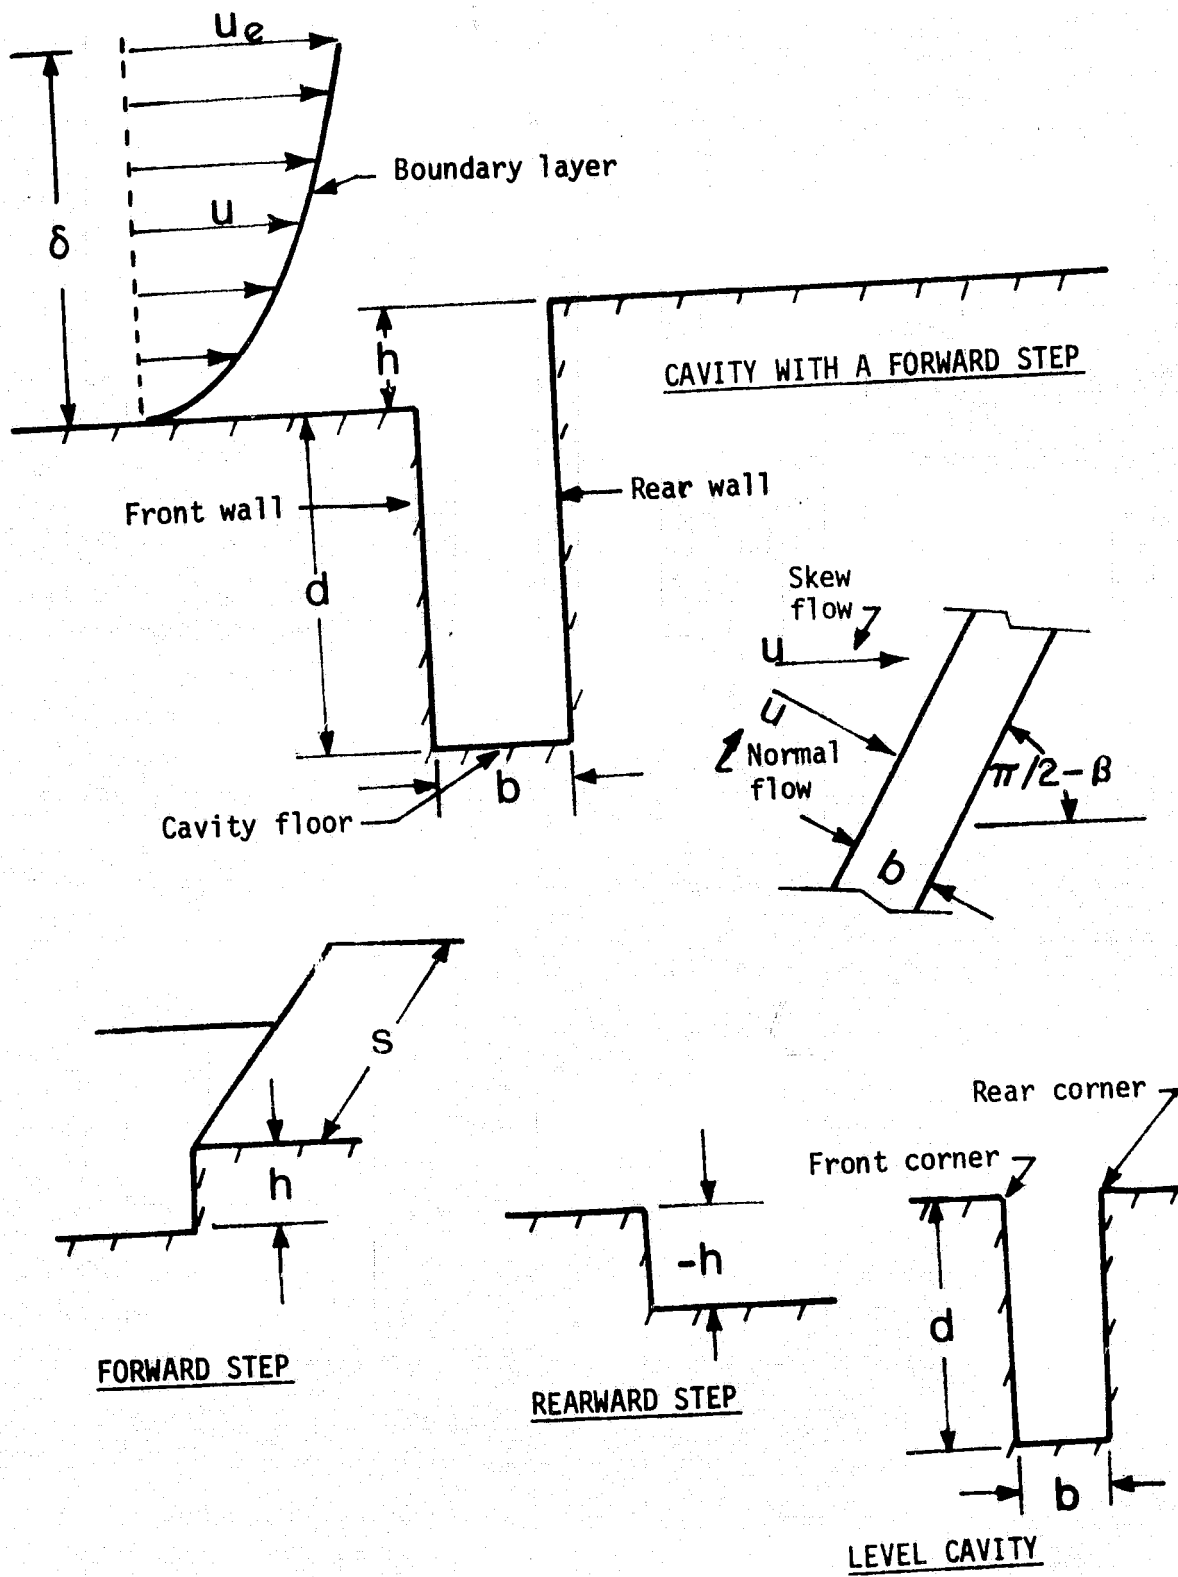 u_e
Boundary layer
u
δ
h
CAVITY WITH A FORWARD STEP
Front wall
Rear wall
d
Skew
flow
u
u
Normal
flow
π/2-β
b
Cavity floor
b
S
h
FORWARD STEP
-h
REARWARD STEP
Rear corner
Front corner
d
b
LEVEL CAVITY